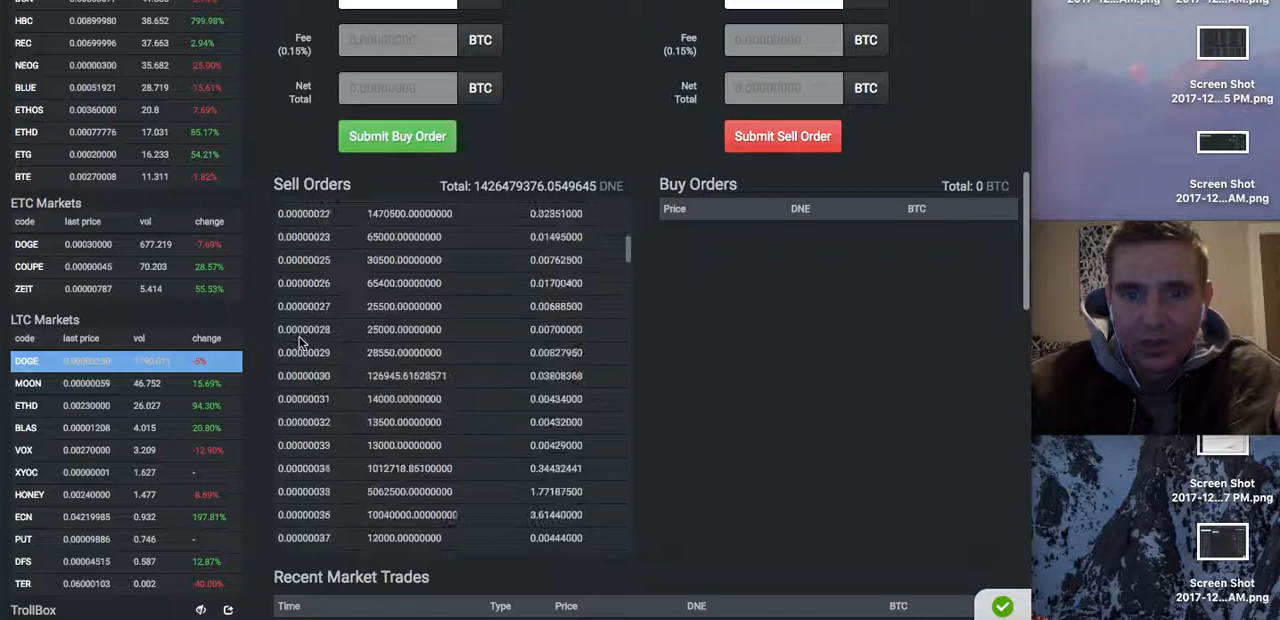 HBC 0.00899980 38.652 799.98%
REC 0.00699996 37.663 2.94%
NEOG 0.00000300 35.682 -25.00%
BLUE 0.00051921 28.719 -15.61%
ETHOS 0.00360000 20.8 -7.69%
ETHD 0.00077776 17.031 85.17%
ETG 0.00020000 16.233 54.21%
BTE 0.00270008 11.311 -1.82%
ETC Markets
code last price vol change
DOGE 0.00030000 677.219 -7.69%
COUPE 0.00000045 70.203 28.57%
ZEIT 0.00000787 5.414 55.53%
LTC Markets
code last price vol change
DOGE 0.00000230 1190.071 -5%
MOON 0.00000059 46.752 15.69%
ETHD 0.00230000 26.027 94.30%
BLAS 0.00001208 4.015 20.80%
VOX 0.00270000 3.209 -12.90%
XYOC 0.00000001 1.627 -
HONEY 0.00240000 1.477 -8.69%
ECN 0.04219985 0.932 197.81%
PUT 0.00009886 0.746 -
DFS 0.00004515 0.587 12.87%
TER 0.06000103 0.002 -40.00%
TrollBox
Fee
(0.15%)
0.00000000 BTC
Net
Total
0.00000000 BTC
Submit Buy Order
Fee
(0.15%)
0.00000000 BTC
Net
Total
0.00000000 BTC
Submit Sell Order
Sell Orders Total: 1426479376.0549645 DNE
0.00000022 1470500.00000000 0.32351000
0.00000023 65000.00000000 0.01495000
0.00000025 30500.00000000 0.00762500
0.00000026 65400.00000000 0.01700400
0.00000027 25500.00000000 0.00688500
0.00000028 25000.00000000 0.00700000
0.00000029 28550.00000000 0.00827950
0.00000030 126945.61628571 0.03808368
0.00000031 14000.00000000 0.00434000
0.00000032 13500.00000000 0.00432000
0.00000033 13000.00000000 0.00429000
0.00000034 1012718.85100000 0.34432441
0.00000035 5062500.00000000 1.77187500
0.00000036 10040000.00000000 3.61440000
0.00000037 12000.00000000 0.00444000
Buy Orders Total: 0 BTC
Price DNE BTC
Recent Market Trades
Time Type Price DNE BTC
Screen Shot
2017-12...5 PM.png
Screen Shot
2017-12...AM.png
Screen Shot
2017-12...7 PM.png
Screen Shot
2017-12...AM.png